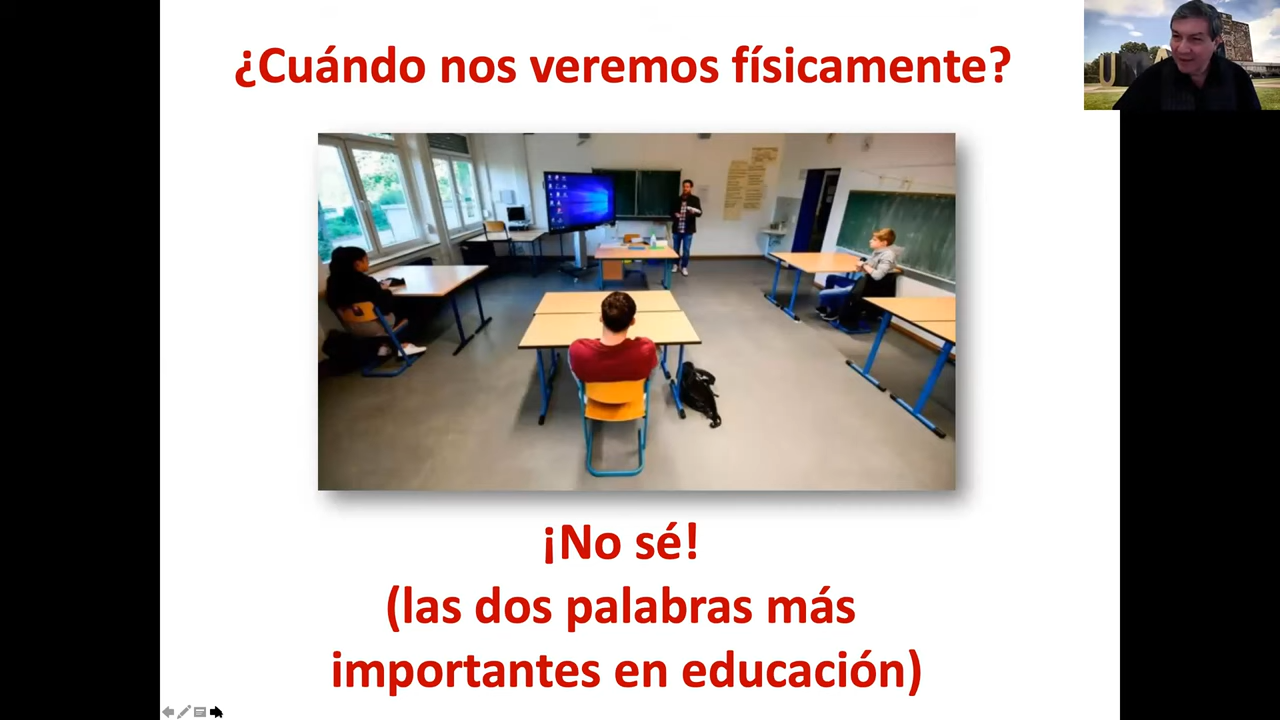 ¿Cuándo nos veremos físicamente?
¡No sé!
(las dos palabras más
importantes en educación)